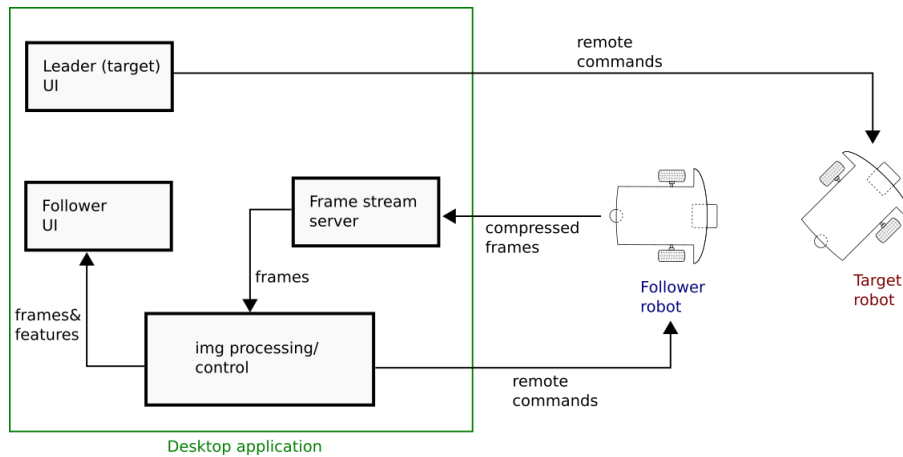 Leader (target)
UI
remote
commands
Follower
UI
Frame stream
server
compressed
frames
Target
robot
Follower
robot
frames
frames&
features
img processing/
control
remote
commands
Desktop application